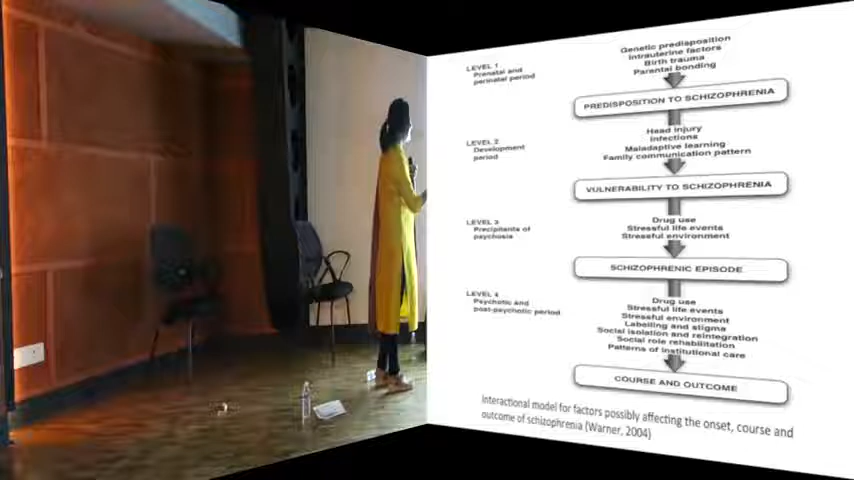 LEVEL 1
Prenatal and
perinatal period
Genetic predisposition
Intrauterine factors
Birth trauma
Parental bonding
PREDISPOSITION TO SCHIZOPHRENIA
LEVEL 2
Development
period
Head injury
Infections
Maladaptive learning
Family communication pattern
VULNERABILITY TO SCHIZOPHRENIA
LEVEL 3
Precipitants of
psychosis
Drug use
Stressful life events
Stressful environment
SCHIZOPHRENIC EPISODE
LEVEL 4
Psychotic and
post-psychotic period
Drug use
Stressful life events
Stressful environment
Labelling and stigma
Social isolation and reintegration
Social role rehabilitation
Patterns of institutional care
COURSE AND OUTCOME
Interactional model for factors possibly affecting the onset, course and
outcome of schizophrenia (Warner, 2004)